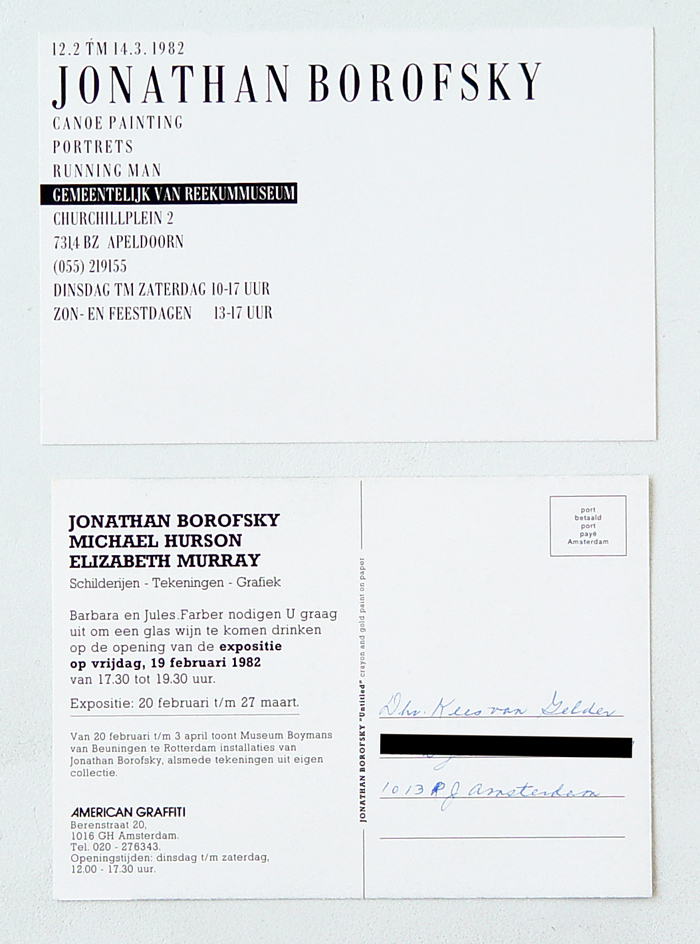 12.2 TM 14.3. 1982
JONATHAN BOROFSKY
CANOE PAINTING
PORTRETS
RUNNING MAN
GEMEENTELIJK VAN REEKUMMUSEUM
CHURCHILLPLEIN 2
7314 BZ APELDOORN
(055) 219155
DINSDAG TM ZATERDAG 10-17 UUR
ZON- EN FEESTDAGEN 13-17 UUR
JONATHAN BOROFSKY
MICHAEL HURSON
ELIZABETH MURRAY
Schilderijen - Tekeningen - Grafiek
Barbara en Jules.Farber nodigen U graag
uit om een glas wijn te komen drinken
op de opening van de expositie
op vrijdag, 19 februari 1982
van 17.30 tot 19.30 uur.
Expositie: 20 februari t/m 27 maart.
Van 20 februari t/m 3 april toont Museum Boymans
van Beuningen te Rotterdam installaties van
Jonathan Borofsky, alsmede tekeningen uit eigen
collectie.
AMERICAN GRAFFITI
Berenstraat 20,
1016 GH Amsterdam.
Tel. 020 - 276343.
Openingstijden: dinsdag t/m zaterdag,
12.00 - 17.30 uur.
JONATHAN BOROFSKY "Untitled" crayon and gold paint on paper
port
betaald
port
payé
Amsterdam
Dhr. Kees van Gelder
1013 RJ Amsterdam